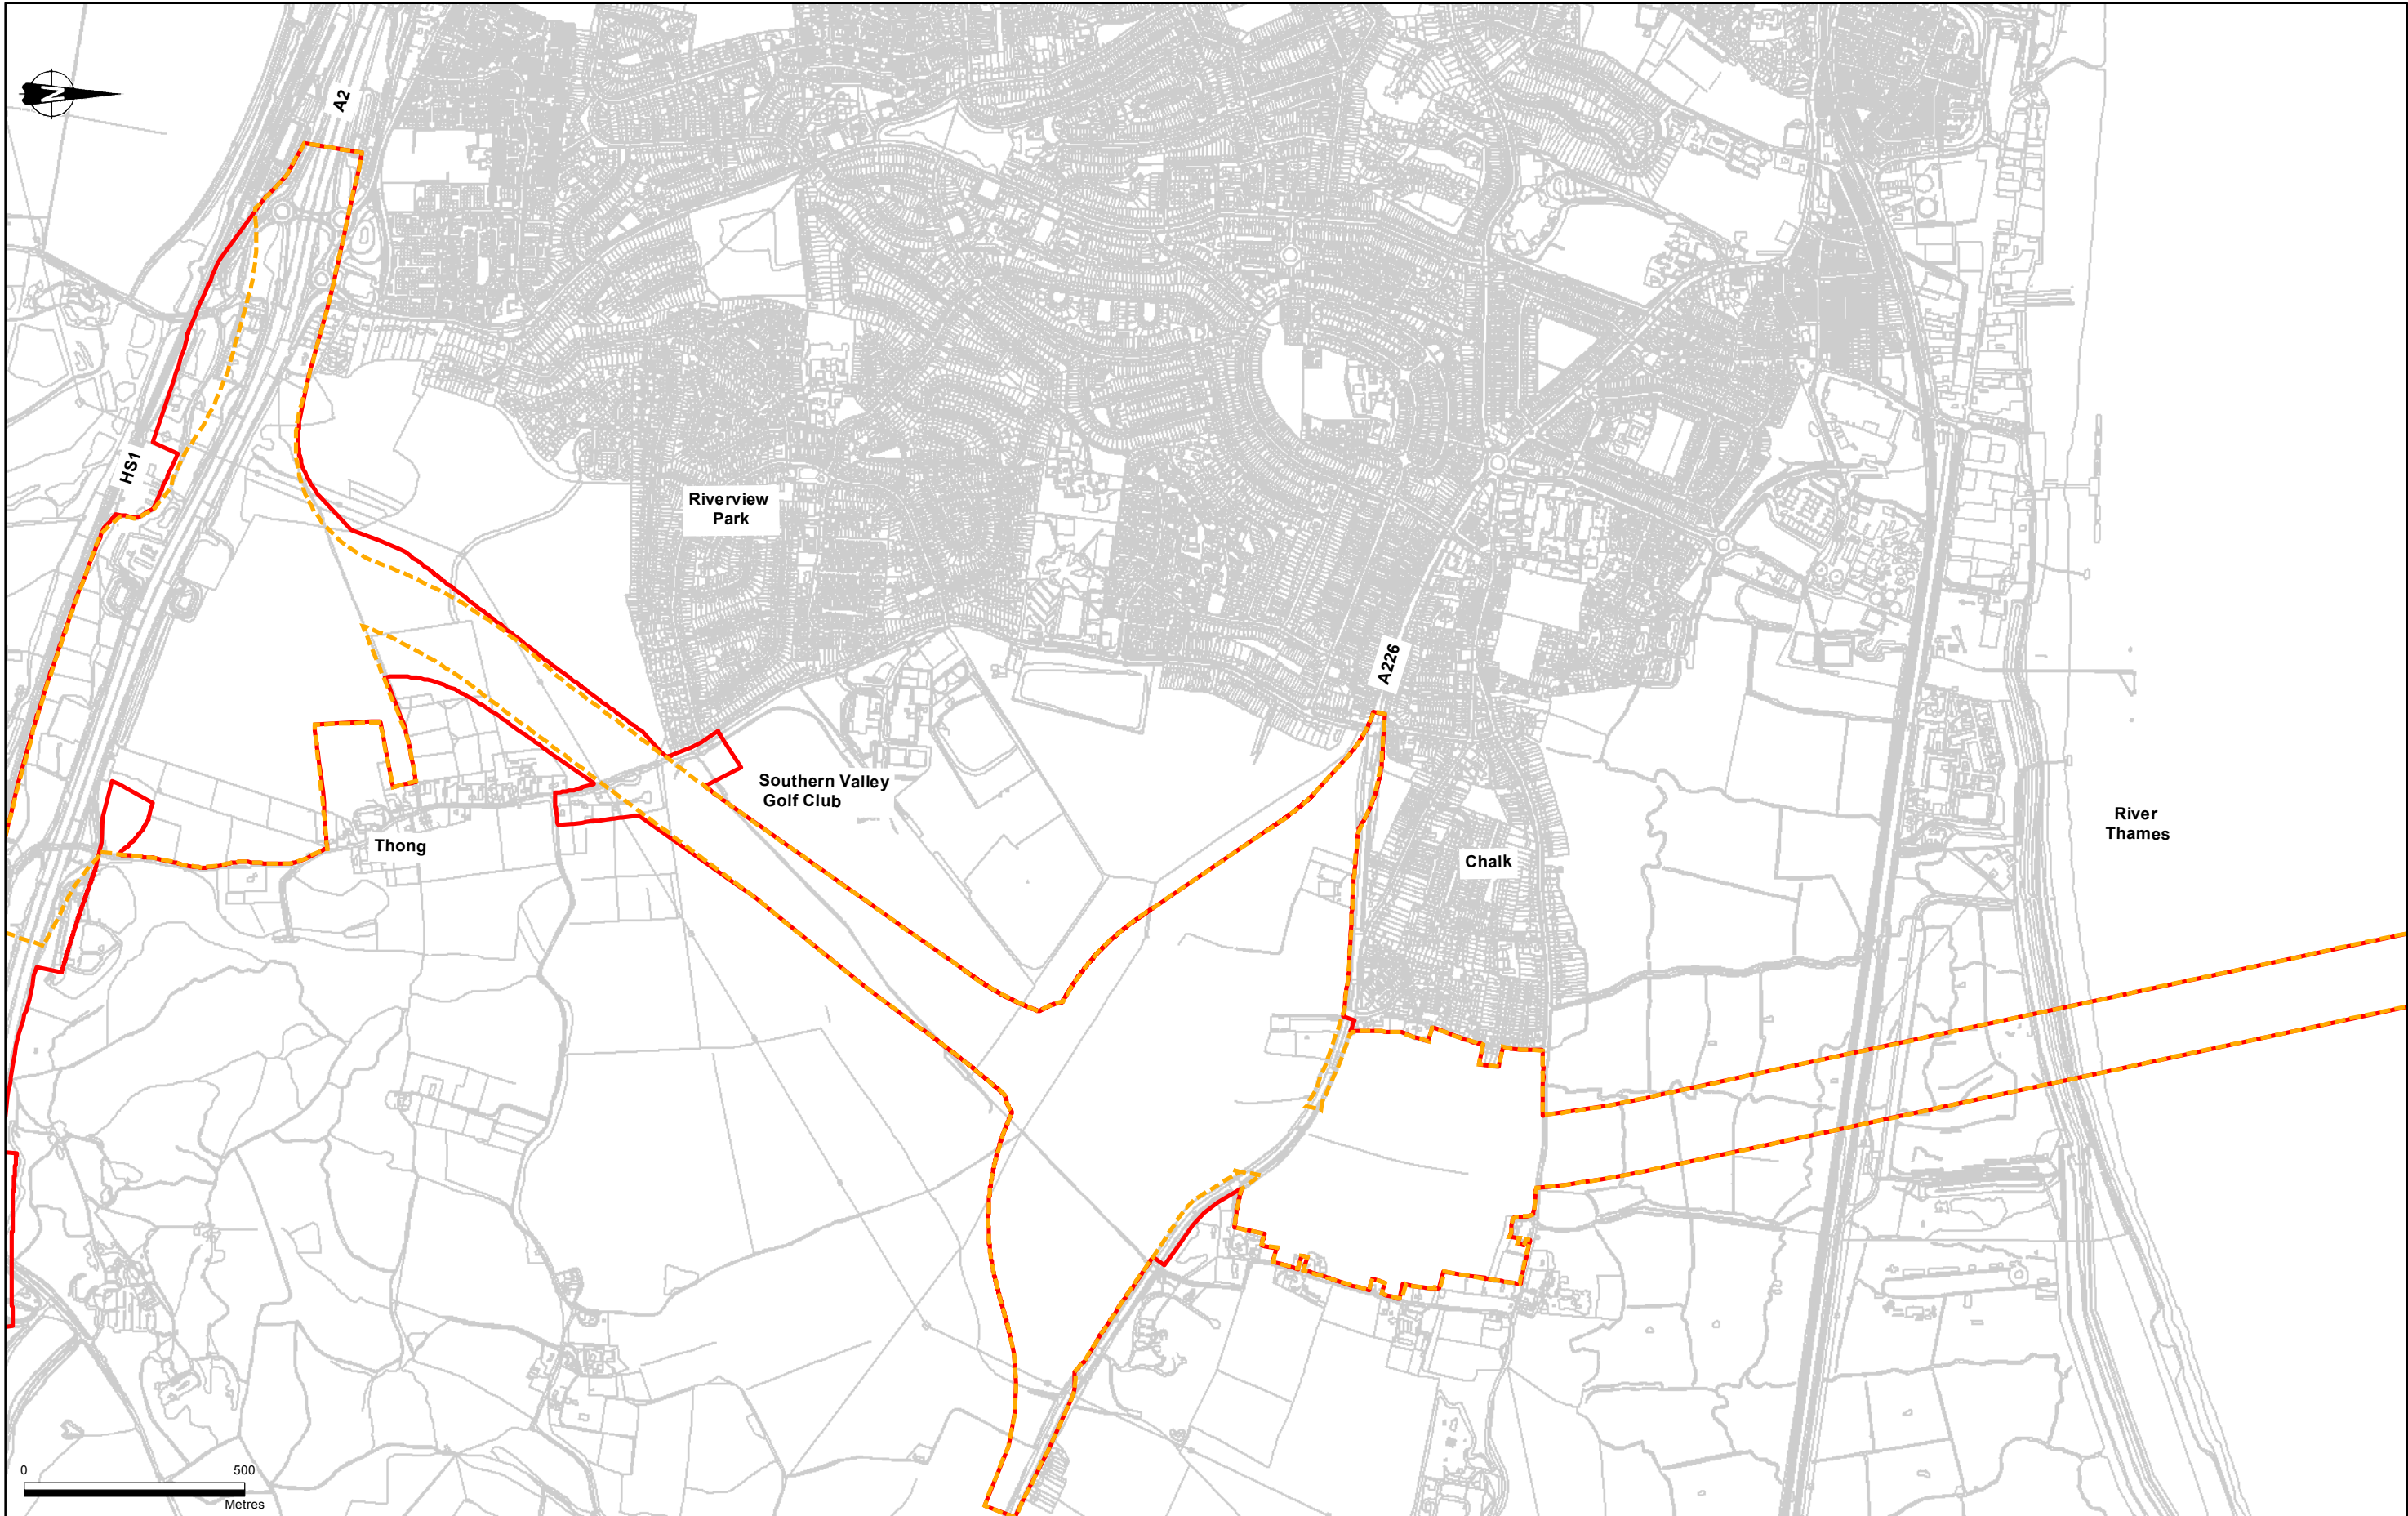 A2
N
HS1
Riverview
Park
A226
Southern Valley
Golf Club
River
Thames
Thong
Chalk
0 500
Metres